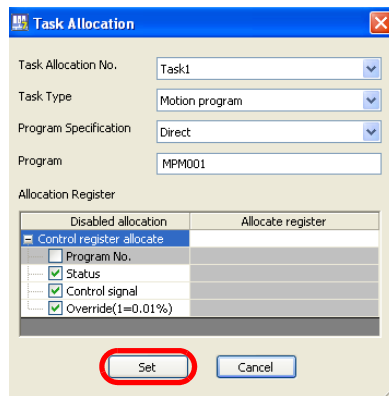 Task Allocation
Task Allocation No. Task1
Task Type Motion program
Program Specification Direct
Program MPM001
Allocation Register
Disabled allocation Allocate register
Control register allocate
Program No.
Status
Control signal
Override(1=0.01%)
Set Cancel